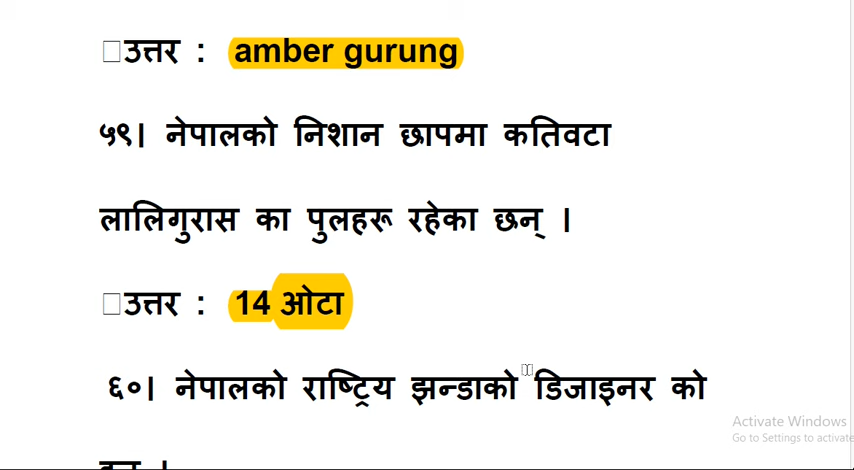 उत्तर : amber gurung
५९। नेपालको निशान छापमा कतिवटा
लालिगुरास का पुलहरू रहेका छन् ।
उत्तर : 14 ओटा
६०। नेपालको राष्ट्रिय झन्डाको डिजाइनर को
Activate Windows
Go to Settings to activate